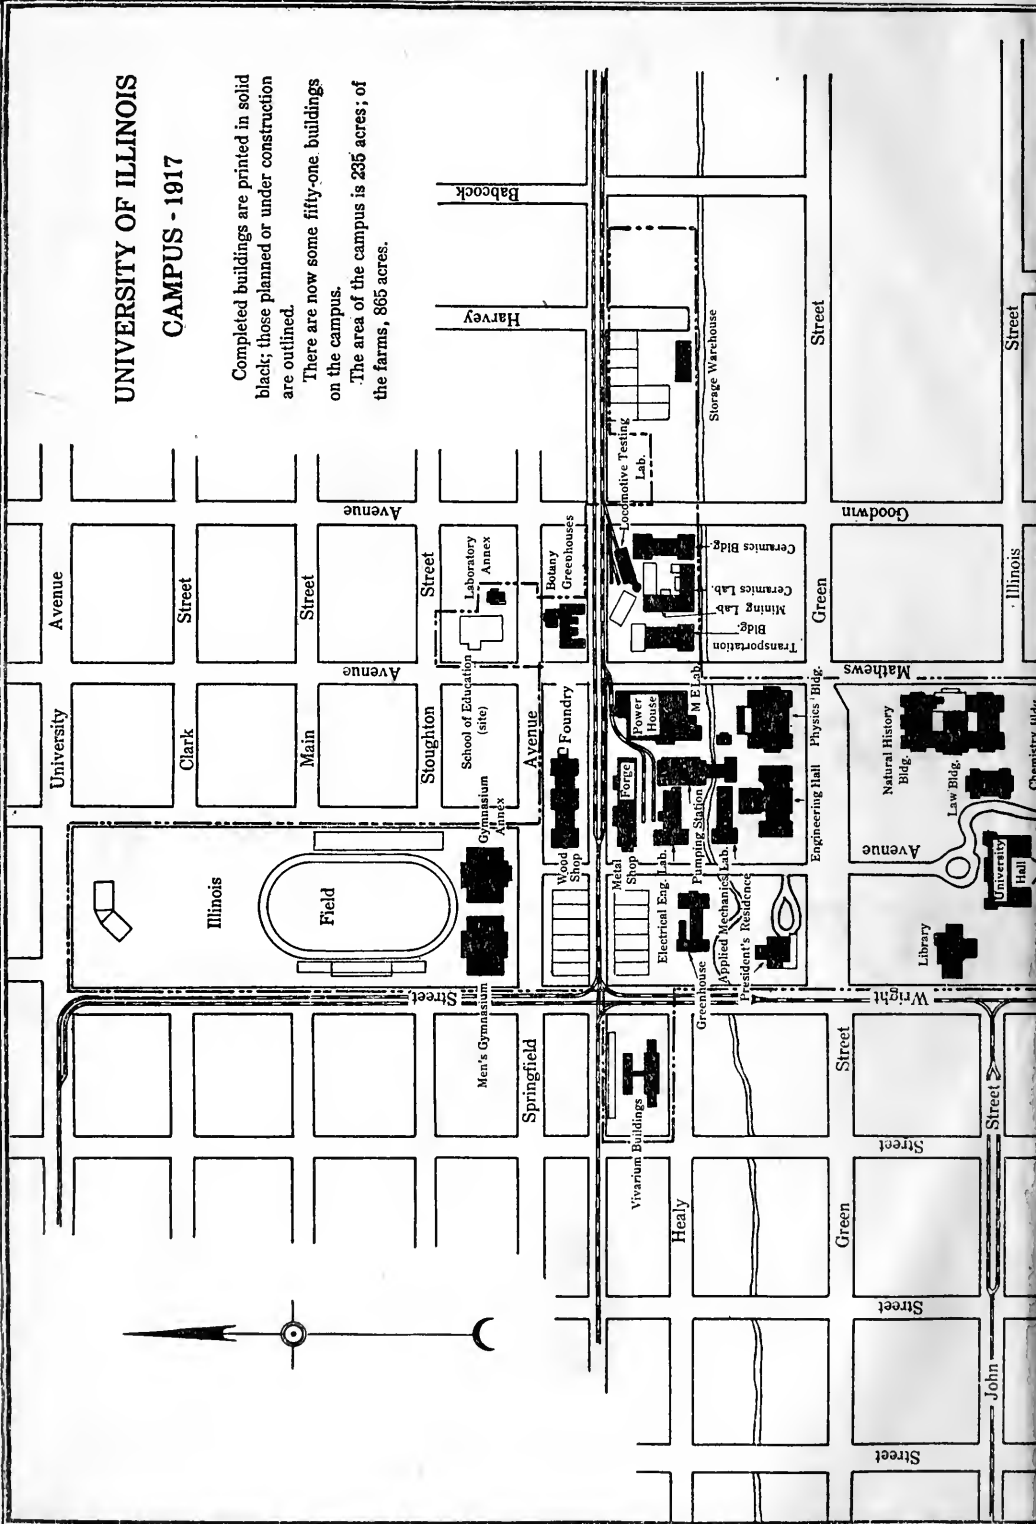 UNIVERSITY OF ILLINOIS
CAMPUS - 1917
Completed buildings are printed in solid
black; those planned or under construction
are outlined.
There are now some fifty-one buildings
on the campus.
The area of the campus is 235 acres; of
the farms, 865 acres.
University
Avenue
Clark
Street
Main
Street
Stoughton
Street
Springfield
Avenue
Avenue
Avenue
Babcock
Harvey
Illinois
Field
Street
Men's Gymnasium
Gymnasium
Annex
School of Education
(site)
Laboratory
Annex
Botany
Greenhouses
Wood
Shop
Foundry
Metal
Shop
Forge
Power
House
M E Lab.
Electrical Eng. Lab.
Pumping Station
Applied Mechanics Lab.
Greenhouse
President's Residence
Engineering Hall
Physics Bldg.
Transportation
Bldg.
Mining Lab.
Ceramics Lab.
Ceramics Bldg
Locomotive Testing
Lab.
Storage Warehouse
Vivarium Buildings
Healy
Green
Street
Green
Street
Goodwin
Mathews
Avenue
Wright
Street
Street
Street
Natural History
Bldg.
Law Bldg.
Chemistry Bldg.
Library
University
Hall
John
Street
Illinois
Street